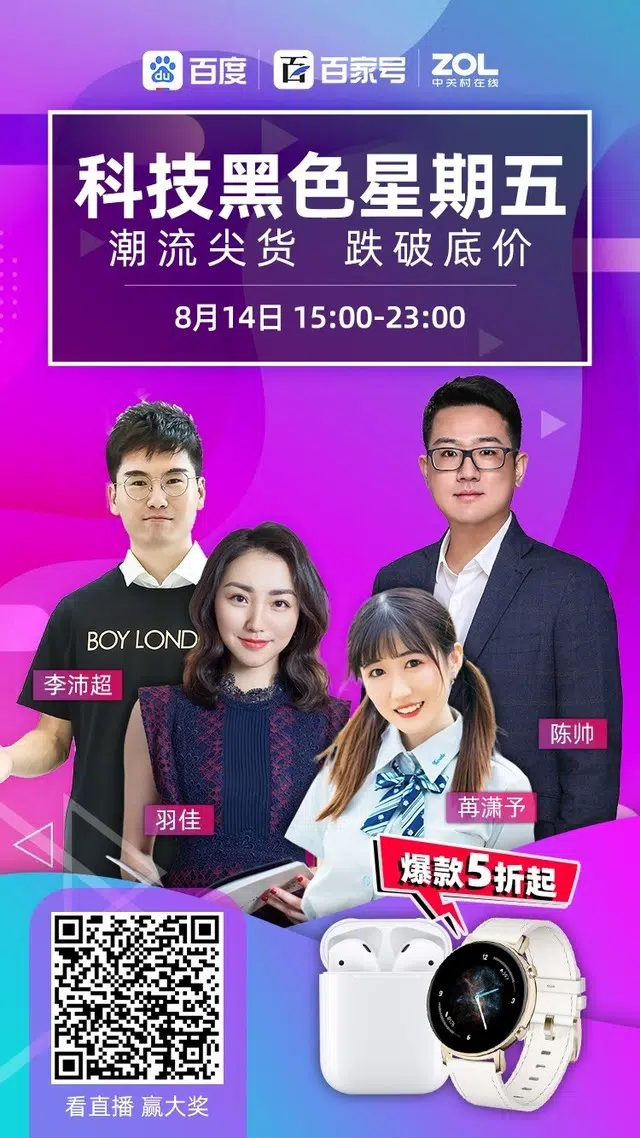 du 百度 百家号 ZOL
中关村在线
科技黑色星期五
潮流尖货 跌破底价
8月14日 15:00-23:00
BOY LOND
李沛超
陈帅
羽佳
苒潇予
爆款5折起
看直播 赢大奖